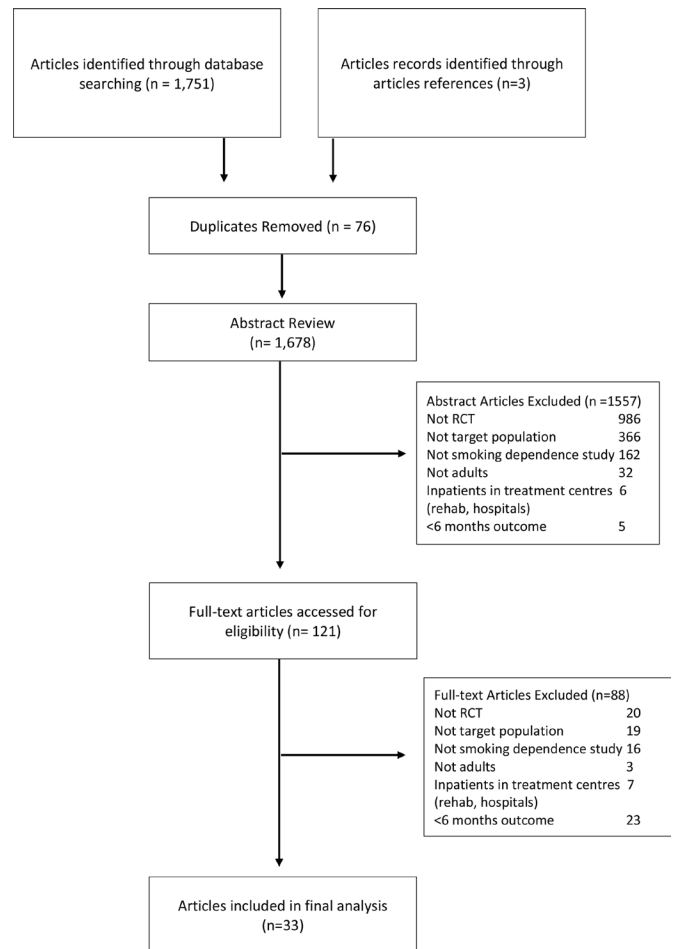 Articles identified through database
searching (n = 1,751)
Articles records identified through
articles references (n=3)
Duplicates Removed (n = 76)
Abstract Review
(n= 1,678)
Abstract Articles Excluded (n =1557)
Not RCT 986
Not target population 366
Not smoking dependence study 162
Not adults 32
Inpatients in treatment centres 6
(rehab, hospitals)
<6 months outcome 5
Full-text articles accessed for
eligibility (n= 121)
Full-text Articles Excluded (n=88)
Not RCT 20
Not target population 19
Not smoking dependence study 16
Not adults 3
Inpatients in treatment centres 7
(rehab, hospitals)
<6 months outcome 23
Articles included in final analysis
(n=33)